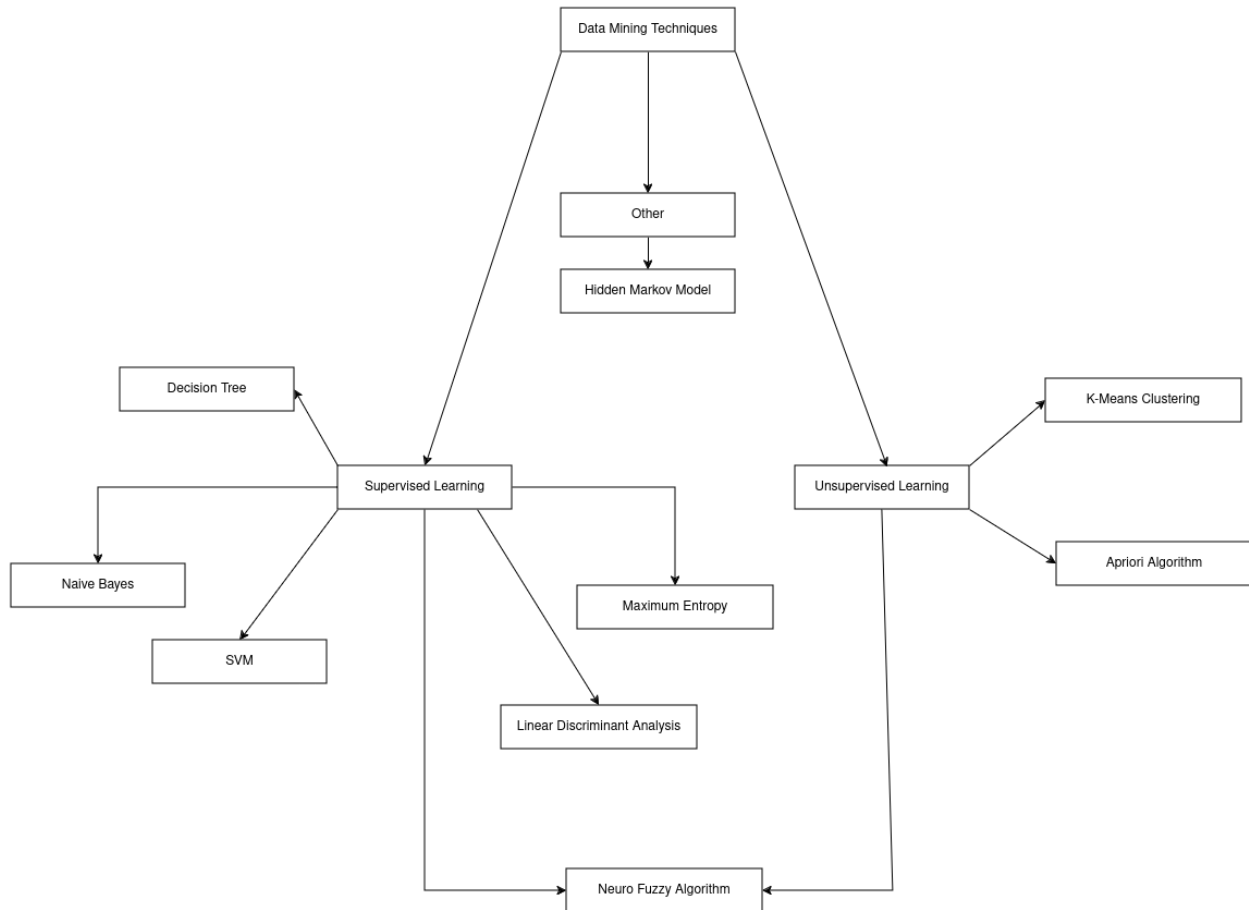 Data Mining Techniques
Other
Hidden Markov Model
Decision Tree
K-Means Clustering
Supervised Learning
Unsupervised Learning
Naive Bayes
Apriori Algorithm
Maximum Entropy
SVM
Linear Discriminant Analysis
Neuro Fuzzy Algorithm